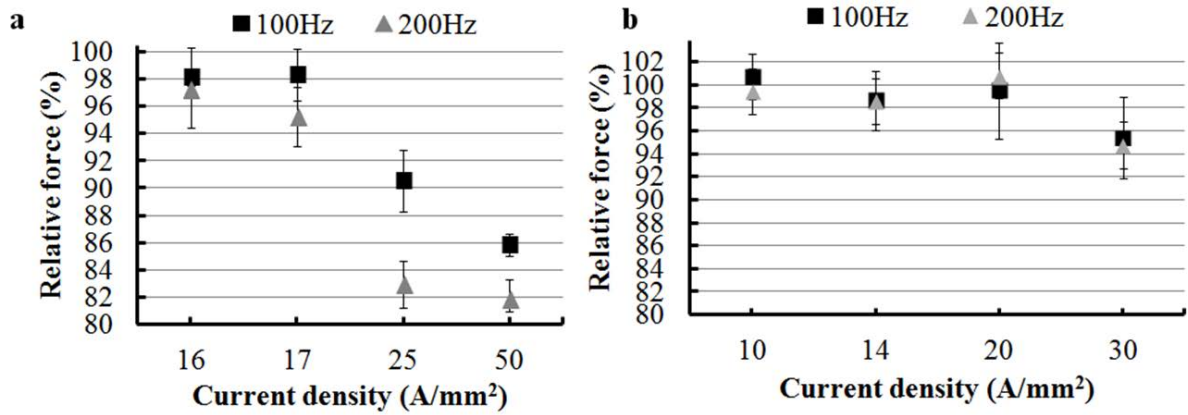 a
■ 100Hz ▲ 200Hz
Relative force (%)
100
98
96
94
92
90
88
86
84
82
80
16 17 25 50
Current density (A/mm²)
b
■ 100Hz ▲ 200Hz
Relative force (%)
102
100
98
96
94
92
90
88
86
84
82
80
10 14 20 30
Current density (A/mm²)